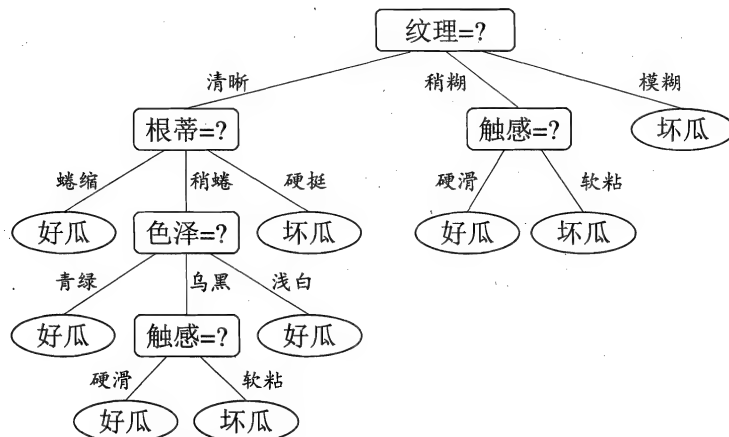 纹理=?
清晰 稍糊 模糊
根蒂=? 触感=? 坏瓜
蜷缩 稍蜷 硬挺 硬滑 软粘
好瓜 色泽=? 坏瓜 好瓜 坏瓜
青绿 乌黑 浅白
好瓜 触感=? 好瓜
硬滑 软粘
好瓜 坏瓜